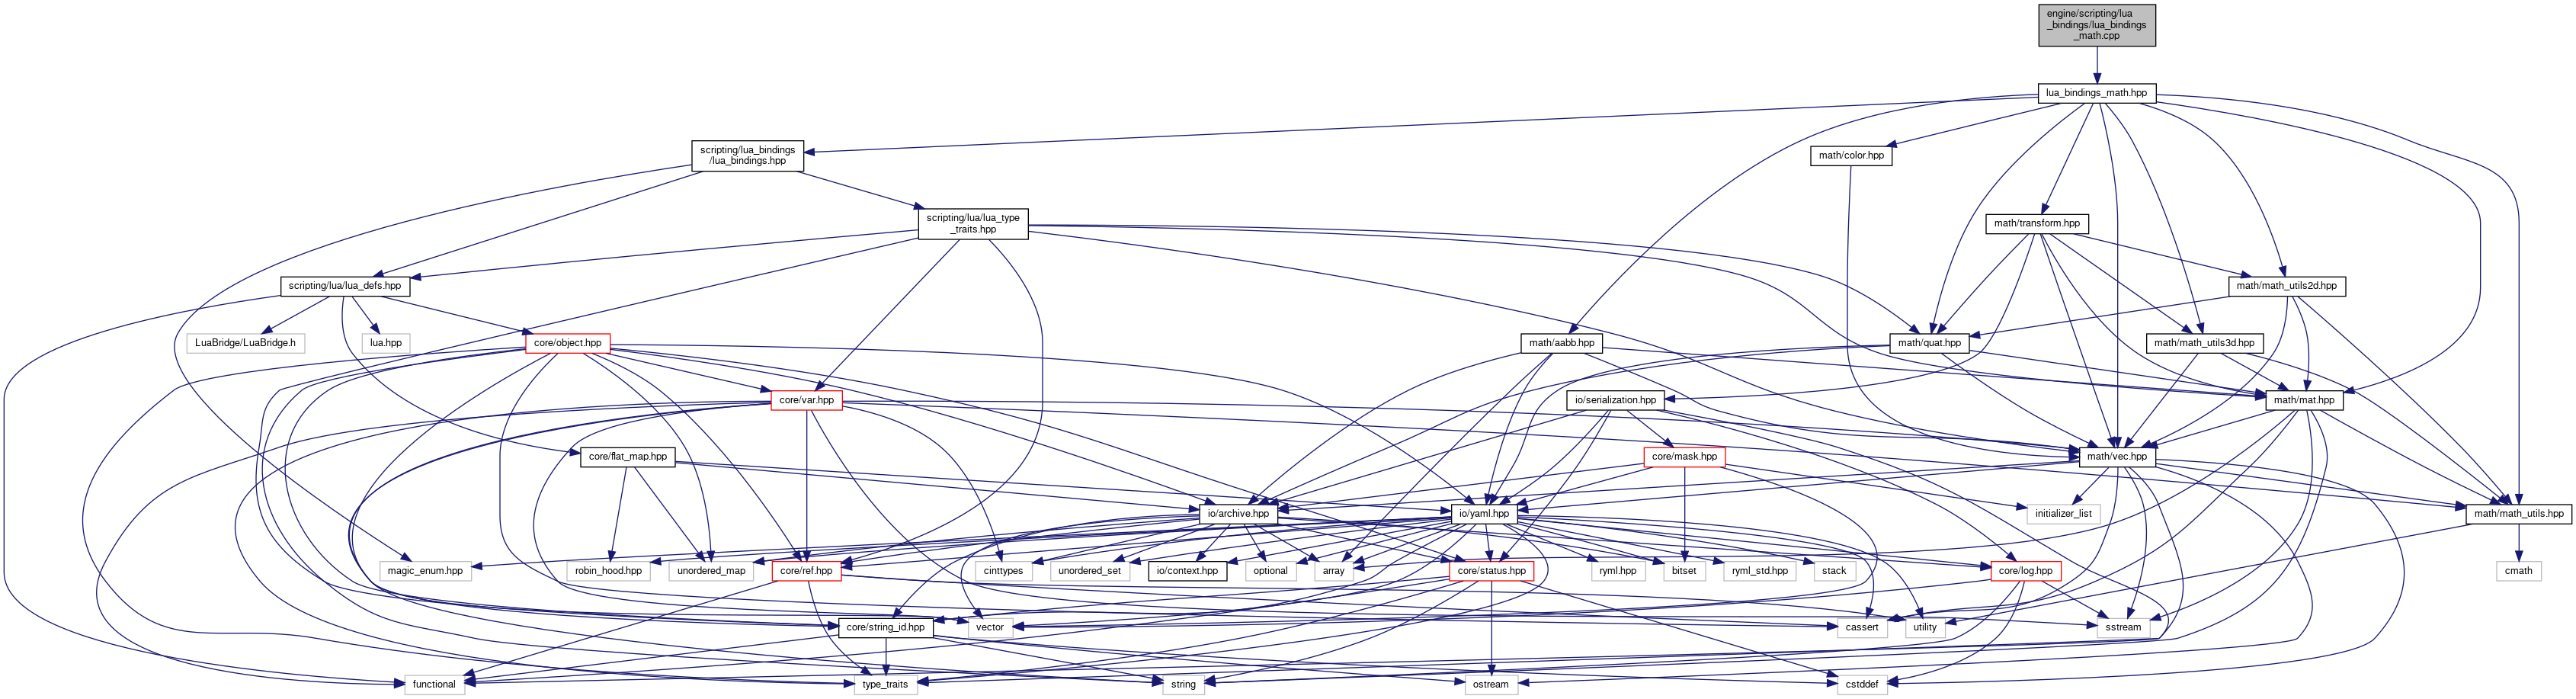 engine/scripting/lua
_bindings/lua_bindings
_math.cpp
lua_bindings_math.hpp
scripting/lua_bindings
/lua_bindings.hpp
math/color.hpp
scripting/lua/lua_type
_traits.hpp
math/transform.hpp
scripting/lua/lua_defs.hpp
math/math_utils2d.hpp
LuaBridge/LuaBridge.h
lua.hpp
core/object.hpp
math/aabb.hpp
math/quat.hpp
math/math_utils3d.hpp
core/var.hpp
io/serialization.hpp
math/mat.hpp
core/flat_map.hpp
core/mask.hpp
math/vec.hpp
io/archive.hpp
io/yaml.hpp
initializer_list
math/math_utils.hpp
magic_enum.hpp
robin_hood.hpp
unordered_map
core/ref.hpp
cinttypes
unordered_set
io/context.hpp
optional
array
core/status.hpp
ryml.hpp
bitset
ryml_std.hpp
stack
core/log.hpp
cmath
core/string_id.hpp
vector
cassert
utility
sstream
functional
type_traits
string
ostream
cstddef